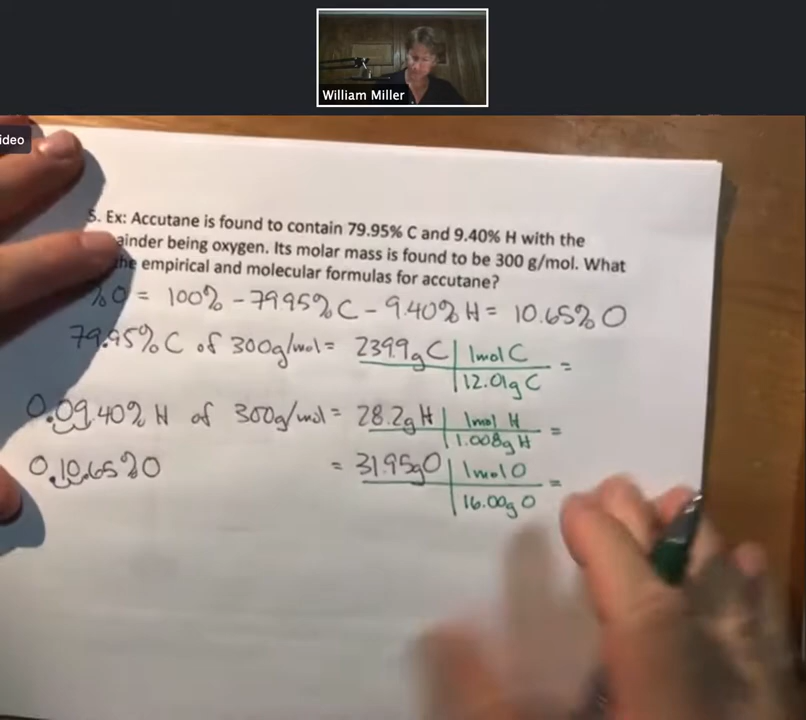 William Miller
ideo
5. Ex: Accutane is found to contain 79.95% C and 9.40% H with the
ainder being oxygen. Its molar mass is found to be 300 g/mol. What
the empirical and molecular formulas for accutane?
%O = 100% - 79.95% C - 9.40% H = 10.65% O
79.95% C of 300g/mol = 239.9g C | 1mol C =
12.01g C
0.09.40% H of 300g/mol = 28.2g H | 1mol H =
1.008g H
0.10.65% O = 31.95g O | 1mol O =
16.00g O